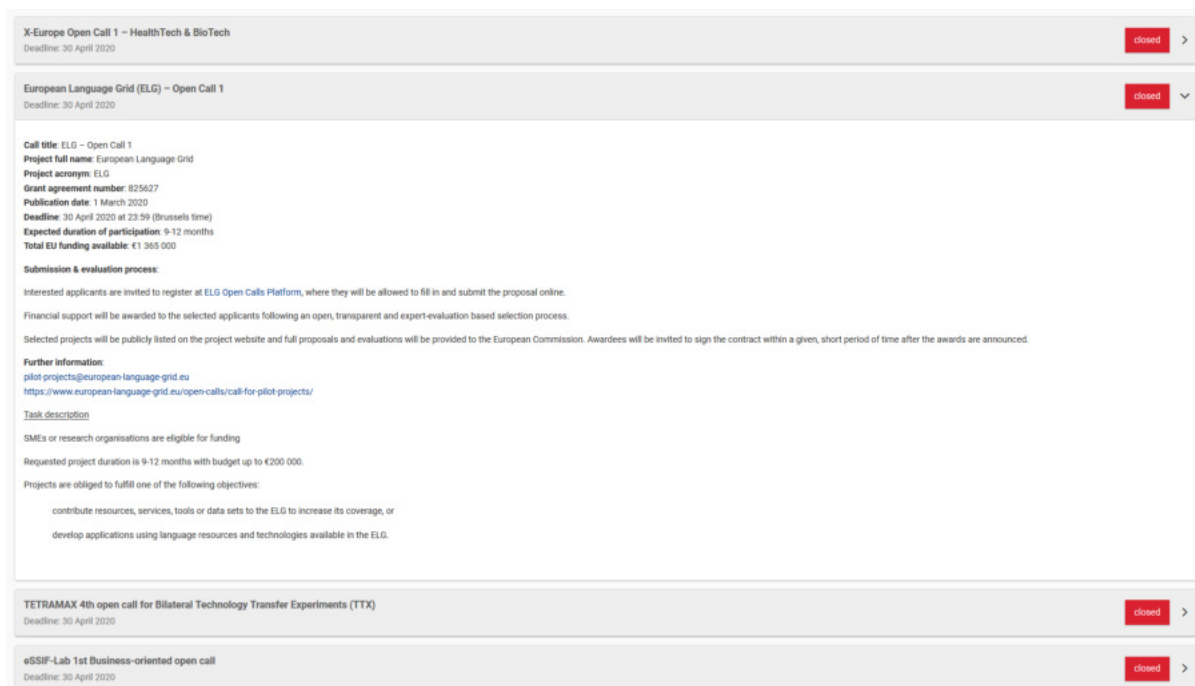 X-Europe Open Call 1 – HealthTech & BioTech
Deadline: 30 April 2020
closed
European Language Grid (ELG) – Open Call 1
Deadline: 30 April 2020
closed
Call title: ELG – Open Call 1
Project full name: European Language Grid
Project acronym: ELG
Grant agreement number: 825627
Publication date: 1 March 2020
Deadline: 30 April 2020 at 23:59 (Brussels time)
Expected duration of participation: 9-12 months
Total EU funding available: €1 365 000
Submission & evaluation process:
Interested applicants are invited to register at ELG Open Calls Platform, where they will be allowed to fill in and submit the proposal online.
Financial support will be awarded to the selected applicants following an open, transparent and expert-evaluation based selection process.
Selected projects will be publicly listed on the project website and full proposals and evaluations will be provided to the European Commission. Awardees will be invited to sign the contract within a given, short period of time after the awards are announced.
Further information:
pilot-projects@european-language-grid.eu
https://www.european-language-grid.eu/open-calls/call-for-pilot-projects/
Task description
SMEs or research organisations are eligible for funding
Requested project duration is 9-12 months with budget up to €200 000.
Projects are obliged to fulfill one of the following objectives:
contribute resources, services, tools or data sets to the ELG to increase its coverage, or
develop applications using language resources and technologies available in the ELG.
TETRAMAX 4th open call for Bilateral Technology Transfer Experiments (TTX)
Deadline: 30 April 2020
closed
eSSIF-Lab 1st Business-oriented open call
Deadline: 30 April 2020
closed